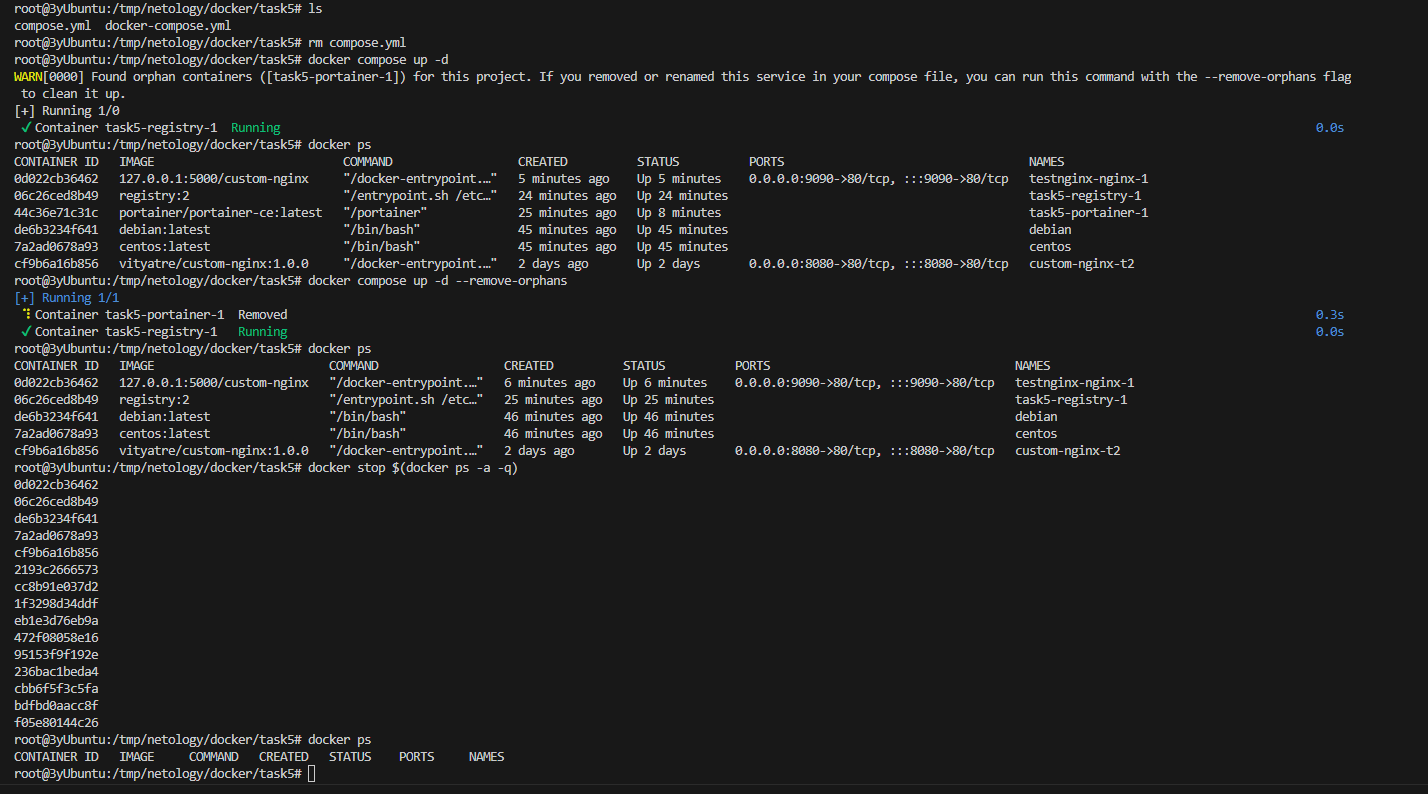 root@3yUbuntu:/tmp/netology/docker/task5# ls
compose.yml  docker-compose.yml
root@3yUbuntu:/tmp/netology/docker/task5# rm compose.yml
root@3yUbuntu:/tmp/netology/docker/task5# docker compose up -d
WARN[0000] Found orphan containers ([task5-portainer-1]) for this project. If you removed or renamed this service in your compose file, you can run this command with the --remove-orphans flag
 to clean it up.
[+] Running 1/0
 ✓Container task5-registry-1  Running 0.0s
root@3yUbuntu:/tmp/netology/docker/task5# docker ps
CONTAINER ID   IMAGE                           COMMAND                  CREATED          STATUS          PORTS                                   NAMES
0d022cb36462   127.0.0.1:5000/custom-nginx     "/docker-entrypoint.…"   5 minutes ago    Up 5 minutes    0.0.0.0:9090->80/tcp, :::9090->80/tcp   testnginx-nginx-1
06c26ced8b49   registry:2                      "/entrypoint.sh /etc…"   24 minutes ago   Up 24 minutes                                           task5-registry-1
44c36e71c31c   portainer/portainer-ce:latest   "/portainer"             25 minutes ago   Up 8 minutes                                            task5-portainer-1
de6b3234f641   debian:latest                   "/bin/bash"              45 minutes ago   Up 45 minutes                                           debian
7a2ad0678a93   centos:latest                   "/bin/bash"              45 minutes ago   Up 45 minutes                                           centos
cf9b6a16b856   vityatre/custom-nginx:1.0.0     "/docker-entrypoint.…"   2 days ago       Up 2 days       0.0.0.0:8080->80/tcp, :::8080->80/tcp   custom-nginx-t2
root@3yUbuntu:/tmp/netology/docker/task5# docker compose up -d --remove-orphans
[+] Running 1/1
 ⠹Container task5-portainer-1  Removed 0.3s
 ✓Container task5-registry-1   Running 0.0s
root@3yUbuntu:/tmp/netology/docker/task5# docker ps
CONTAINER ID   IMAGE                         COMMAND                  CREATED          STATUS          PORTS                                   NAMES
0d022cb36462   127.0.0.1:5000/custom-nginx   "/docker-entrypoint.…"   6 minutes ago    Up 6 minutes    0.0.0.0:9090->80/tcp, :::9090->80/tcp   testnginx-nginx-1
06c26ced8b49   registry:2                    "/entrypoint.sh /etc…"   25 minutes ago   Up 25 minutes                                           task5-registry-1
de6b3234f641   debian:latest                 "/bin/bash"              46 minutes ago   Up 46 minutes                                           debian
7a2ad0678a93   centos:latest                 "/bin/bash"              46 minutes ago   Up 46 minutes                                           centos
cf9b6a16b856   vityatre/custom-nginx:1.0.0   "/docker-entrypoint.…"   2 days ago       Up 2 days       0.0.0.0:8080->80/tcp, :::8080->80/tcp   custom-nginx-t2
root@3yUbuntu:/tmp/netology/docker/task5# docker stop $(docker ps -a -q)
0d022cb36462
06c26ced8b49
de6b3234f641
7a2ad0678a93
cf9b6a16b856
2193c2666573
cc8b91e037d2
1f3298d34ddf
eb1e3d76eb9a
472f08058e16
95153f9f192e
236bac1beda4
cbb6f5f3c5fa
bdfbd0aacc8f
f05e80144c26
root@3yUbuntu:/tmp/netology/docker/task5# docker ps
CONTAINER ID   IMAGE     COMMAND   CREATED   STATUS    PORTS     NAMES
root@3yUbuntu:/tmp/netology/docker/task5#